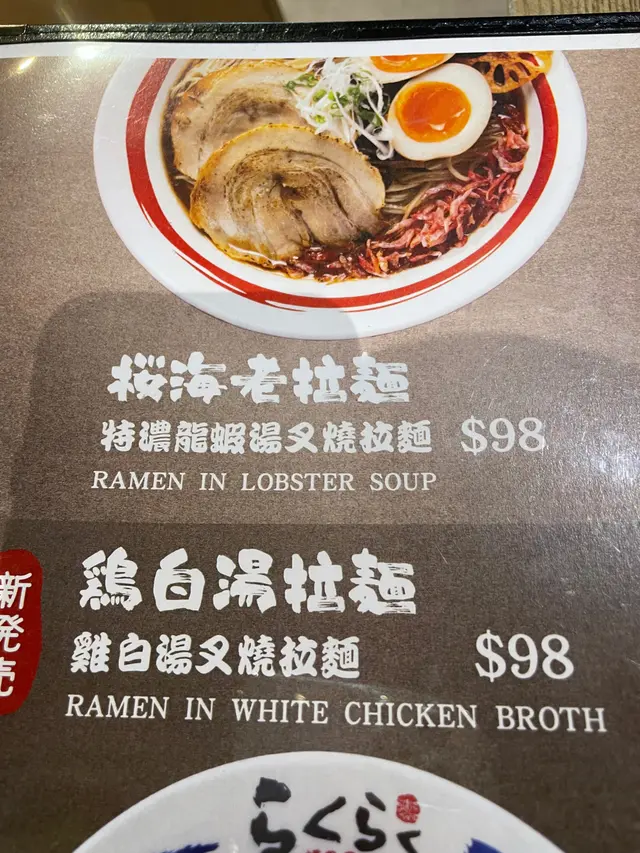 桜海老拉麺
特濃龍蝦湯叉燒拉麵 $98
RAMEN IN LOBSTER SOUP
新発売
鶏白湯拉麺
雞白湯叉燒拉麵 $98
RAMEN IN WHITE CHICKEN BROTH
らくらく